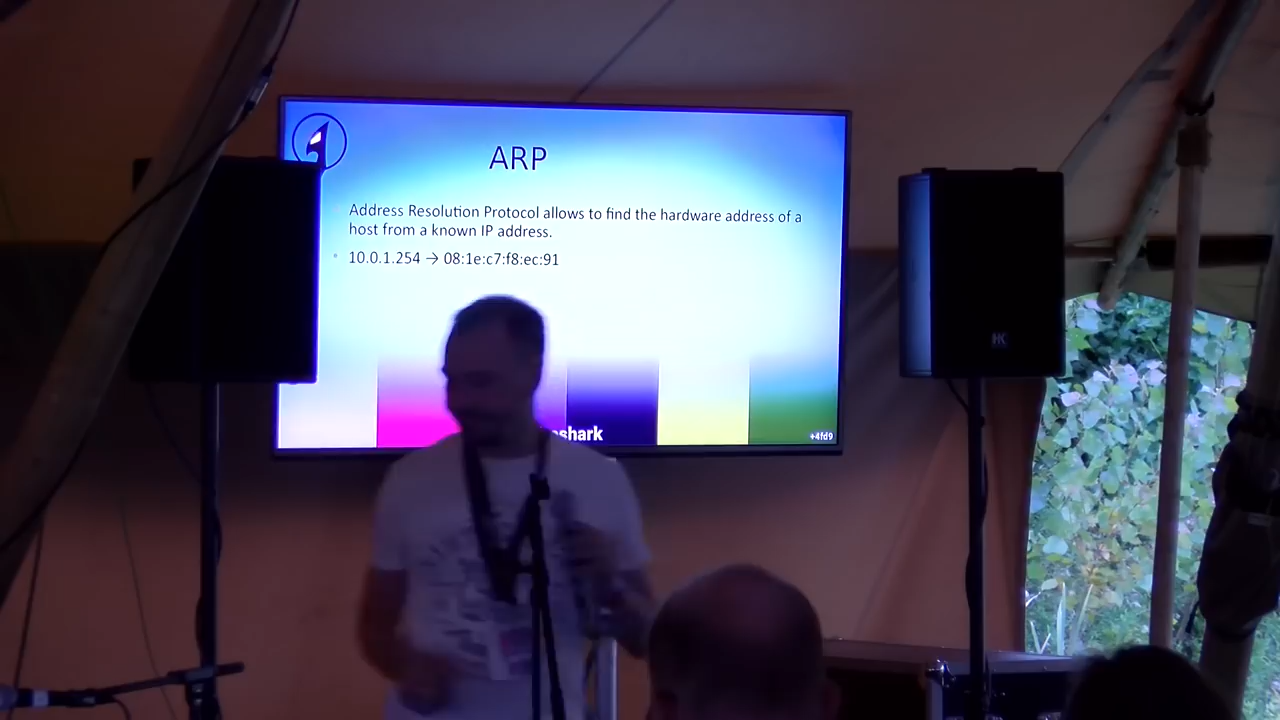 ARP
Address Resolution Protocol allows to find the hardware address of a
host from a known IP address.
10.0.1.254 → 08:1e:c7:f8:ec:91
shark
+4fd9
HK